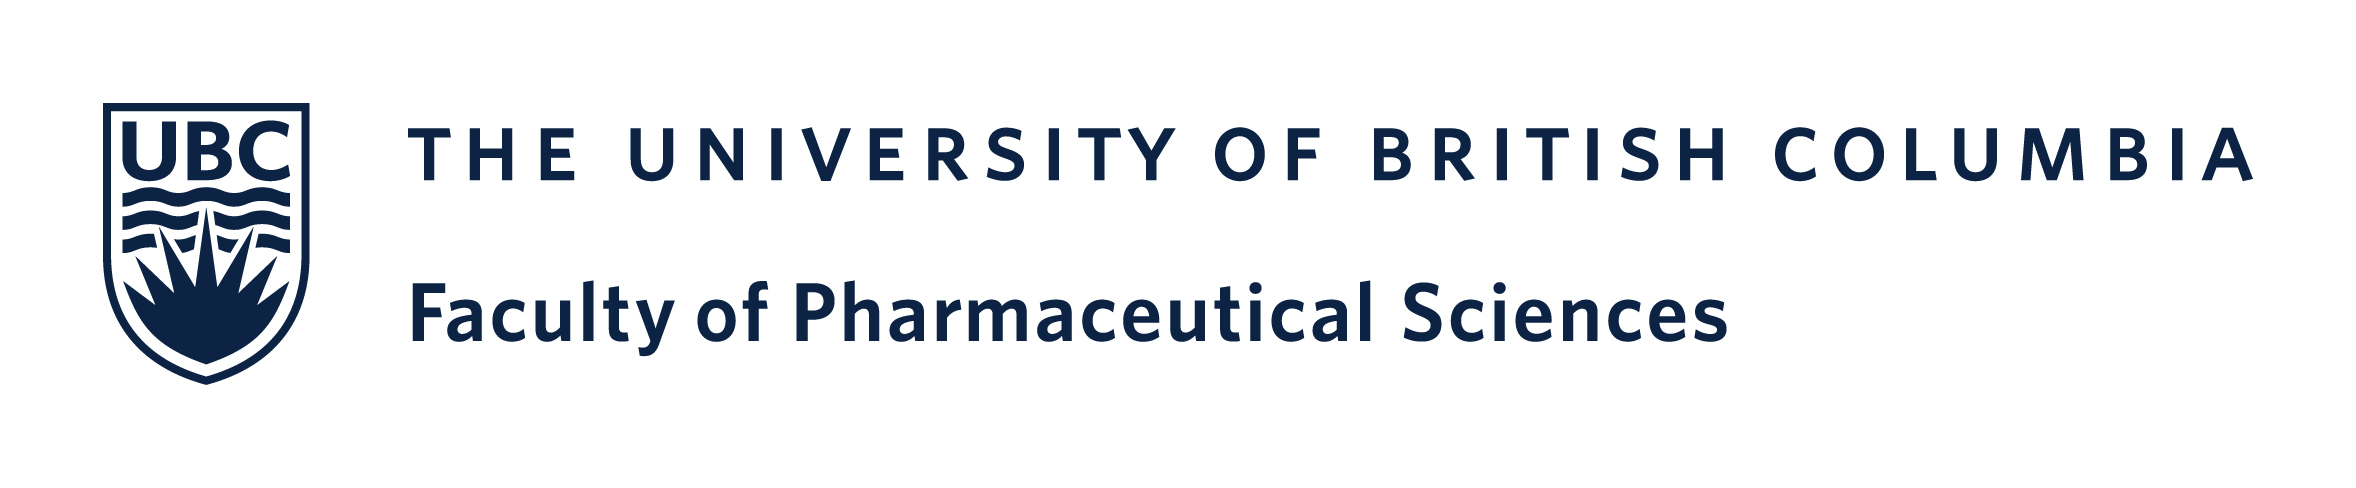 UBC
THE UNIVERSITY OF BRITISH COLUMBIA
Faculty of Pharmaceutical Sciences